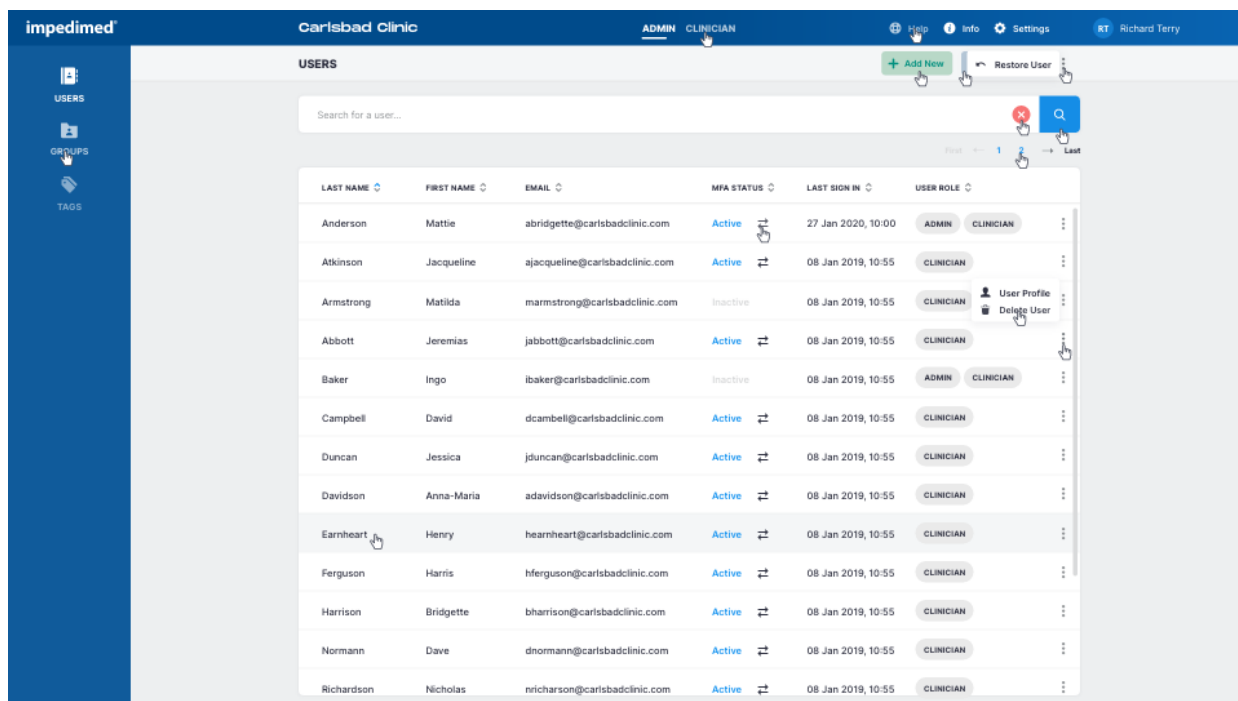 impedimed® Carlsbad Clinic ADMIN CLINICIAN Help Info Settings RT Richard Terry
USERS
GROUPS
TAGS
USERS Add New Restore User
Search for a user...
First ← 1 2 → Last
LAST NAME FIRST NAME EMAIL MFA STATUS LAST SIGN IN USER ROLE
Anderson Mattie abridgette@carlsbadclinic.com Active 27 Jan 2020, 10:00 ADMIN CLINICIAN
Atkinson Jacqueline ajacqueline@carlsbadclinic.com Active 08 Jan 2019, 10:55 CLINICIAN
Armstrong Matilda marmstrong@carlsbadclinic.com Inactive 08 Jan 2019, 10:55 CLINICIAN
User Profile
Delete User
Abbott Jeremias jabbott@carlsbadclinic.com Active 08 Jan 2019, 10:55 CLINICIAN
Baker Ingo ibaker@carlsbadclinic.com Inactive 08 Jan 2019, 10:55 ADMIN CLINICIAN
Campbell David dcambell@carlsbadclinic.com Active 08 Jan 2019, 10:55 CLINICIAN
Duncan Jessica jduncan@carlsbadclinic.com Active 08 Jan 2019, 10:55 CLINICIAN
Davidson Anna-Maria adavidson@carlsbadclinic.com Active 08 Jan 2019, 10:55 CLINICIAN
Earnheart Henry hearnheart@carlsbadclinic.com Active 08 Jan 2019, 10:55 CLINICIAN
Ferguson Harris hferguson@carlsbadclinic.com Active 08 Jan 2019, 10:55 CLINICIAN
Harrison Bridgette bharrison@carlsbadclinic.com Active 08 Jan 2019, 10:55 CLINICIAN
Normann Dave dnormann@carlsbadclinic.com Active 08 Jan 2019, 10:55 CLINICIAN
Richardson Nicholas nricharson@carlsbadclinic.com Active 08 Jan 2019, 10:55 CLINICIAN